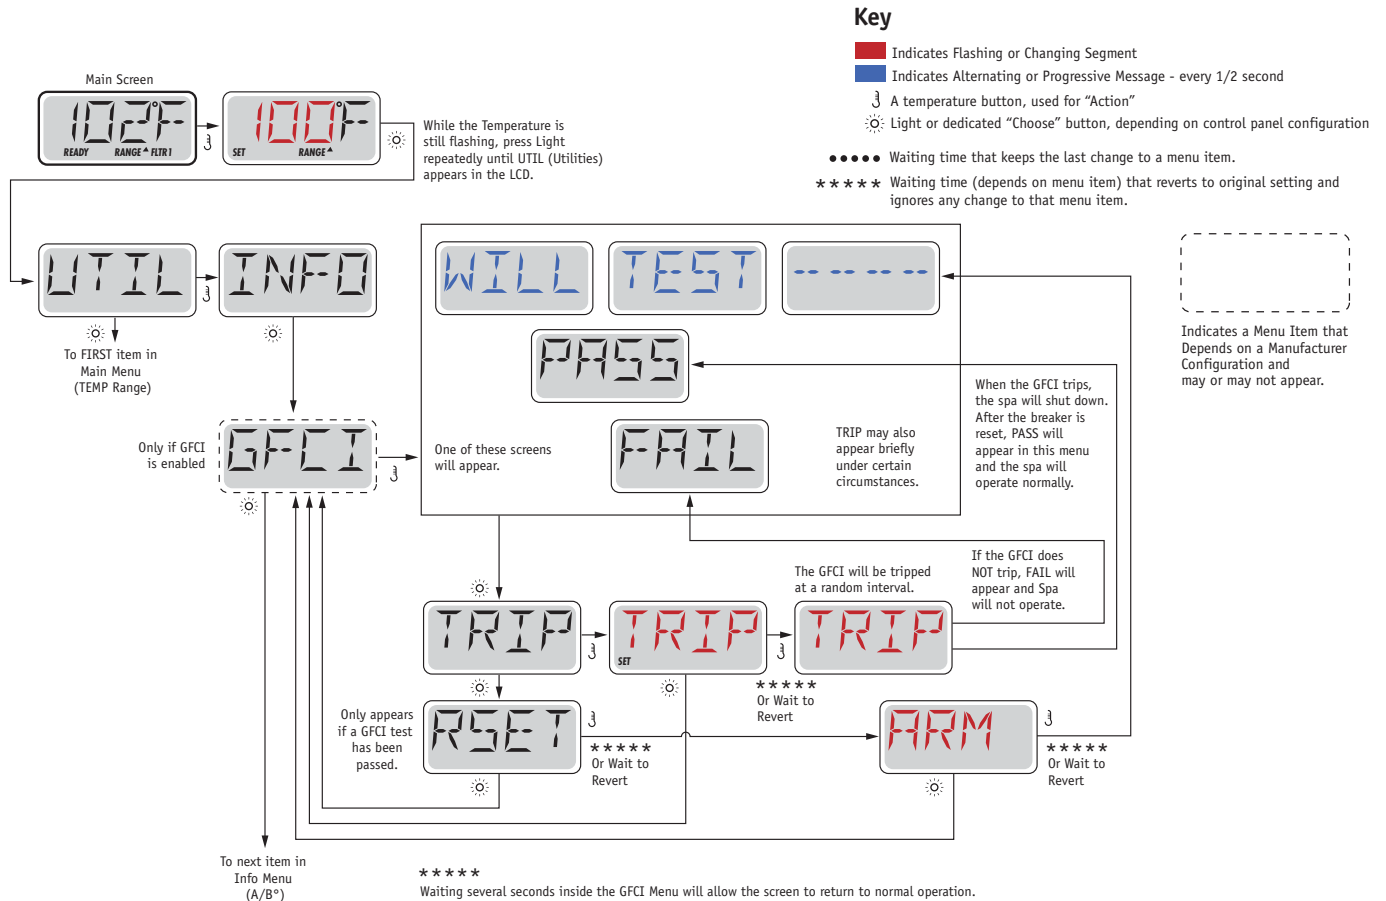 Key
Indicates Flashing or Changing Segment
Indicates Alternating or Progressive Message - every 1/2 second
A temperature button, used for “Action”
Light or dedicated “Choose” button, depending on control panel configuration
Waiting time that keeps the last change to a menu item.
***** Waiting time (depends on menu item) that reverts to original setting and
ignores any change to that menu item.
Main Screen
102°F
READY RANGE FLTR1
100°F
SET RANGE
While the Temperature is
still flashing, press Light
repeatedly until UTIL (Utilities)
appears in the LCD.
UTIL
INFO
WILL
TEST
-- -- -- --
Indicates a Menu Item that
Depends on a Manufacturer
Configuration and
may or may not appear.
To FIRST item in
Main Menu
(TEMP Range)
PASS
When the GFCI trips,
the spa will shut down.
After the breaker is
reset, PASS will
appear in this menu
and the spa will
operate normally.
Only if GFCI
is enabled
GFCI
One of these screens
will appear.
FAIL
TRIP may also
appear briefly
under certain
circumstances.
If the GFCI does
NOT trip, FAIL will
appear and Spa
will not operate.
The GFCI will be tripped
at a random interval.
TRIP
TRIP
SET
TRIP
*****
Or Wait to
Revert
Only appears
if a GFCI test
has been
passed.
RSET
*****
Or Wait to
Revert
ARM
*****
Or Wait to
Revert
To next item in
Info Menu
(A/B°)
*****
Waiting several seconds inside the GFCI Menu will allow the screen to return to normal operation.